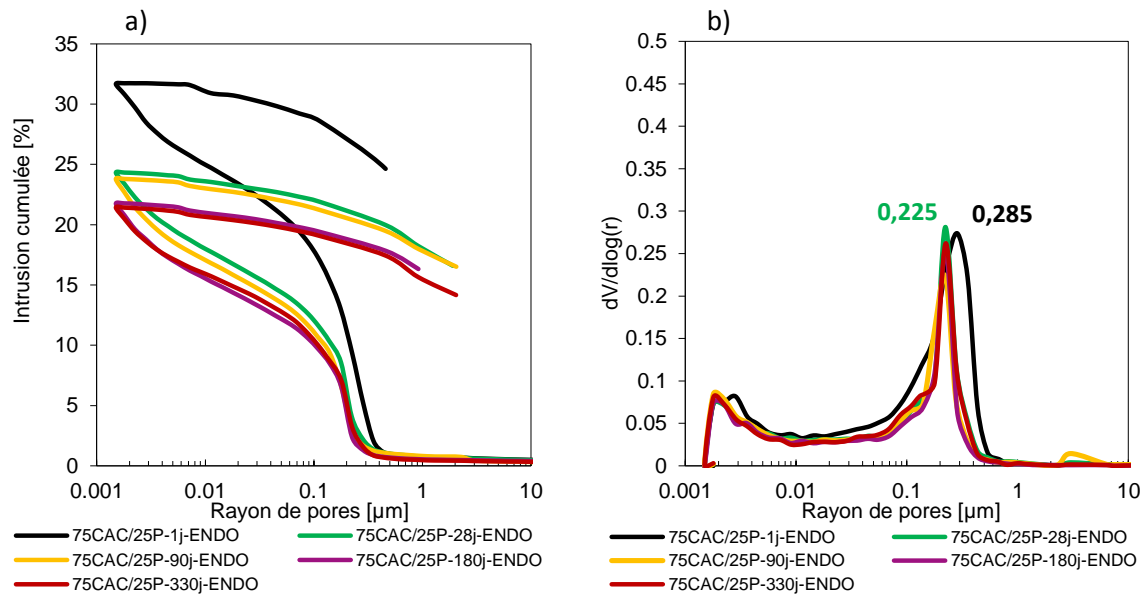 a)
Intrusion cumulée [%]
35
30
25
20
15
10
5
0
0.001
0.01
0.1
1
10
Rayon de pores [µm]
75CAC/25P-1j-ENDO
75CAC/25P-28j-ENDO
75CAC/25P-90j-ENDO
75CAC/25P-180j-ENDO
75CAC/25P-330j-ENDO
b)
dV/dlog(r)
0.5
0.45
0.4
0.35
0.3
0.25
0.2
0.15
0.1
0.05
0
0,225
0,285
0.001
0.01
0.1
1
10
Rayon de pores [µm]
75CAC/25P-1j-ENDO
75CAC/25P-28j-ENDO
75CAC/25P-90j-ENDO
75CAC/25P-180j-ENDO
75CAC/25P-330j-ENDO